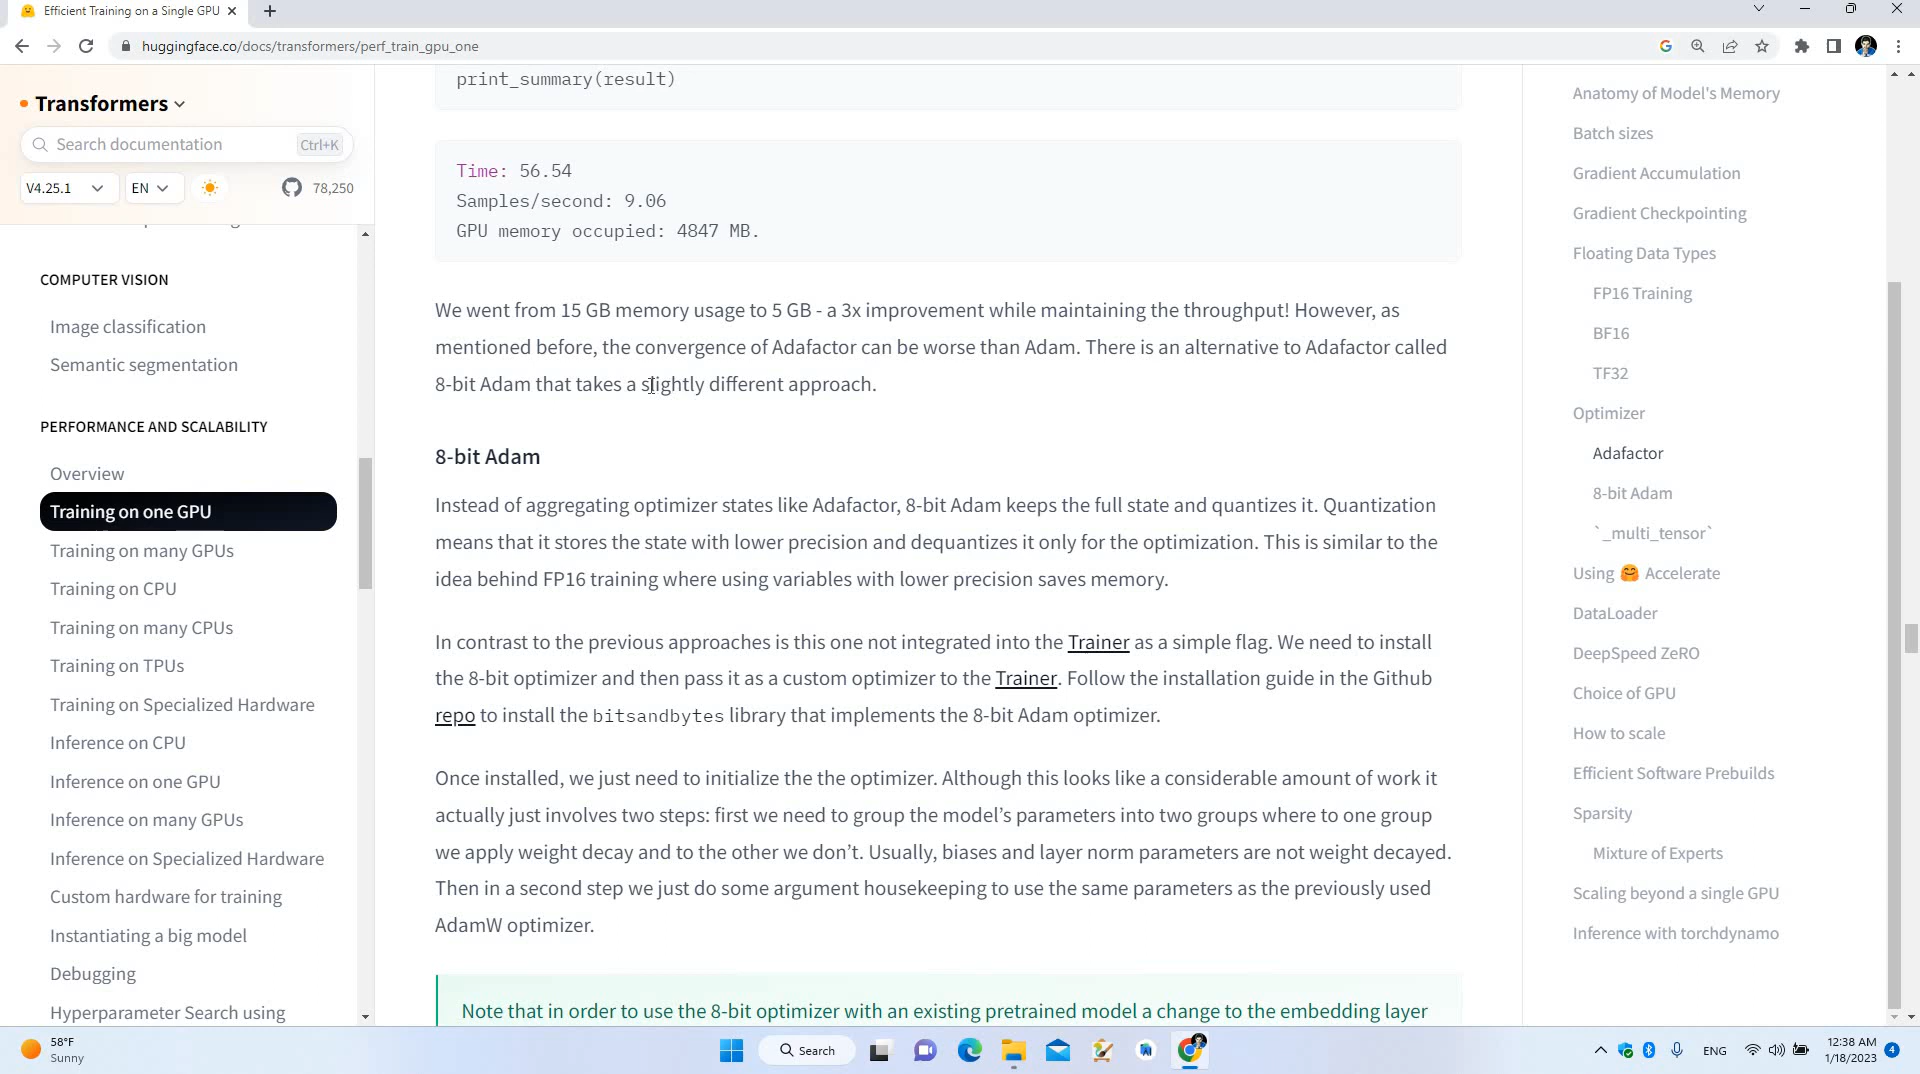 Efficient Training on a Single GPU
huggingface.co/docs/transformers/perf_train_gpu_one
Transformers
Search documentation
Ctrl+K
V4.25.1
EN
78,250
COMPUTER VISION
Image classification
Semantic segmentation
PERFORMANCE AND SCALABILITY
Overview
Training on one GPU
Training on many GPUs
Training on CPU
Training on many CPUs
Training on TPUs
Training on Specialized Hardware
Inference on CPU
Inference on one GPU
Inference on many GPUs
Inference on Specialized Hardware
Custom hardware for training
Instantiating a big model
Debugging
Hyperparameter Search using
print_summary(result)
Time: 56.54
Samples/second: 9.06
GPU memory occupied: 4847 MB.
We went from 15 GB memory usage to 5 GB - a 3x improvement while maintaining the throughput! However, as
mentioned before, the convergence of Adafactor can be worse than Adam. There is an alternative to Adafactor called
8-bit Adam that takes a slightly different approach.
8-bit Adam
Instead of aggregating optimizer states like Adafactor, 8-bit Adam keeps the full state and quantizes it. Quantization
means that it stores the state with lower precision and dequantizes it only for the optimization. This is similar to the
idea behind FP16 training where using variables with lower precision saves memory.
In contrast to the previous approaches is this one not integrated into the Trainer as a simple flag. We need to install
the 8-bit optimizer and then pass it as a custom optimizer to the Trainer. Follow the installation guide in the Github
repo to install the bitsandbytes library that implements the 8-bit Adam optimizer.
Once installed, we just need to initialize the the optimizer. Although this looks like a considerable amount of work it
actually just involves two steps: first we need to group the model's parameters into two groups where to one group
we apply weight decay and to the other we don't. Usually, biases and layer norm parameters are not weight decayed.
Then in a second step we just do some argument housekeeping to use the same parameters as the previously used
AdamW optimizer.
Note that in order to use the 8-bit optimizer with an existing pretrained model a change to the embedding layer
Anatomy of Model's Memory
Batch sizes
Gradient Accumulation
Gradient Checkpointing
Floating Data Types
FP16 Training
BF16
TF32
Optimizer
Adafactor
8-bit Adam
`_multi_tensor`
Using 🤗 Accelerate
DataLoader
DeepSpeed ZeRO
Choice of GPU
How to scale
Efficient Software Prebuilds
Sparsity
Mixture of Experts
Scaling beyond a single GPU
Inference with torchdynamo
58°F
Sunny
Search
ENG
12:38 AM
1/18/2023
4